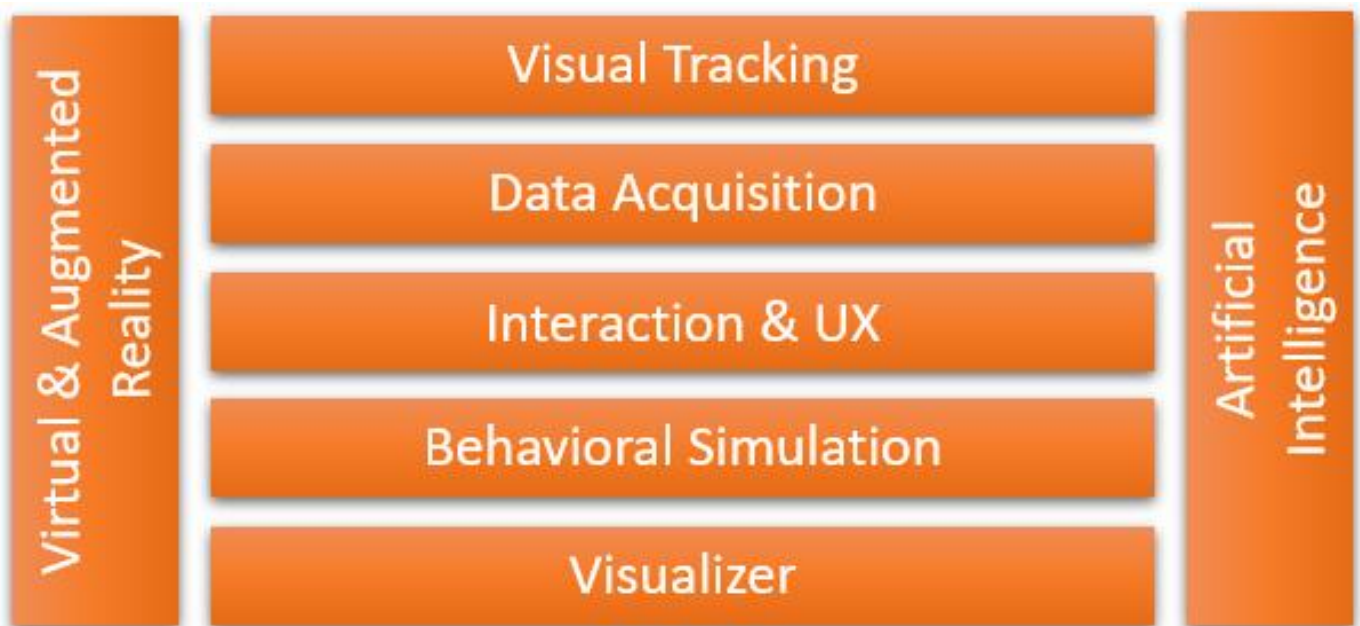 Virtual & Augmented
Reality
Visual Tracking
Data Acquisition
Interaction & UX
Behavioral Simulation
Visualizer
Artificial
Intelligence